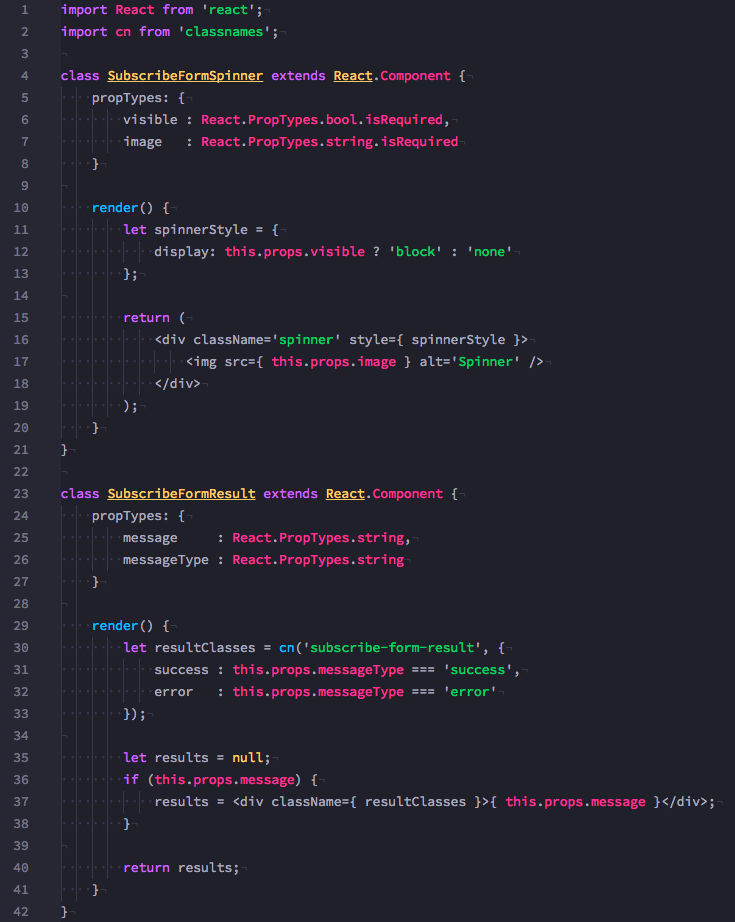 1 import React from 'react';
2 import cn from 'classnames';
3
4 class SubscribeFormSpinner extends React.Component {
5     propTypes: {
6         visible : React.PropTypes.bool.isRequired,
7         image   : React.PropTypes.string.isRequired
8     }
9
10     render() {
11         let spinnerStyle = {
12             display: this.props.visible ? 'block' : 'none'
13         };
14
15         return (
16             <div className='spinner' style={ spinnerStyle }>
17                 <img src={ this.props.image } alt='Spinner' />
18             </div>
19         );
20     }
21 }
22
23 class SubscribeFormResult extends React.Component {
24     propTypes: {
25         message     : React.PropTypes.string,
26         messageType : React.PropTypes.string
27     }
28
29     render() {
30         let resultClasses = cn('subscribe-form-result', {
31             success : this.props.messageType === 'success',
32             error   : this.props.messageType === 'error'
33         });
34
35         let results = null;
36         if (this.props.message) {
37             results = <div className={ resultClasses }>{ this.props.message }</div>;
38         }
39
40         return results;
41     }
42 }